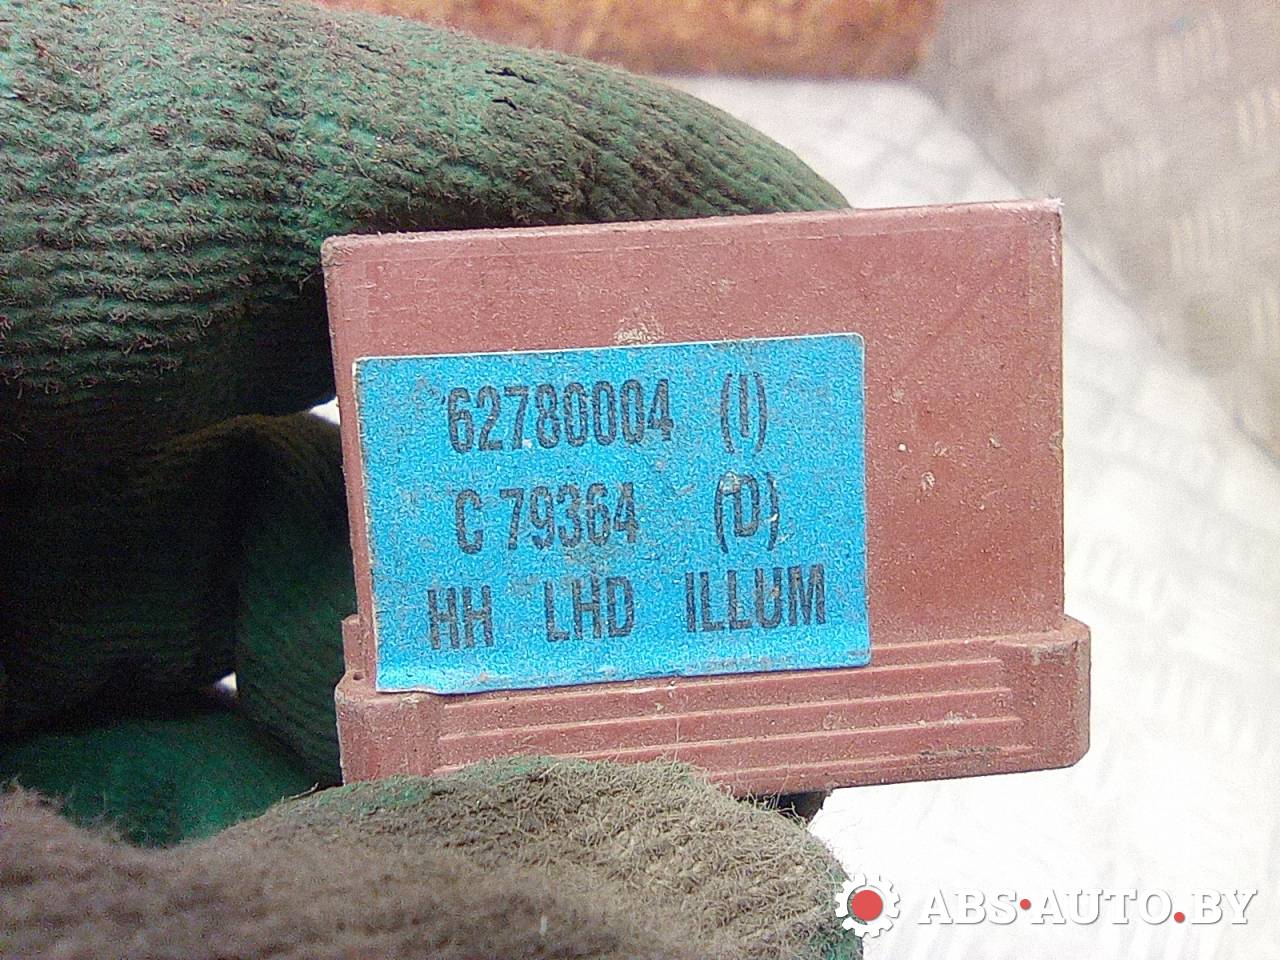 62780004 (I)
C 79364 (D)
HH LHD ILLUM
ABS·AUTO.BY